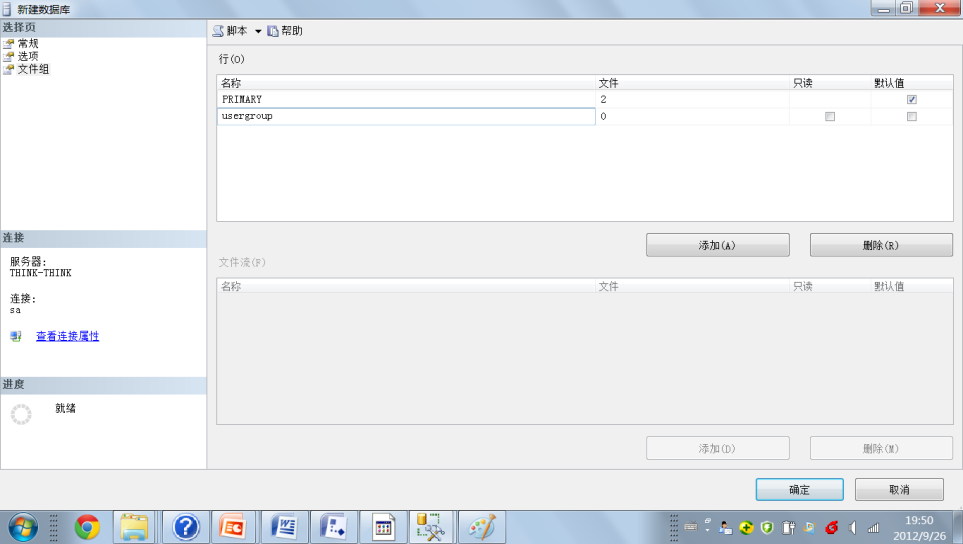 新建数据库
选择页
常规
选项
文件组
脚本 帮助
行(O)
名称 文件 只读 默认值
PRIMARY 2
usergroup 0
添加(A) 删除(R)
连接
服务器:
THINK-THINK
连接:
sa
查看连接属性
进度
就绪
文件流(F)
名称 文件 只读 默认值
添加(D) 删除(M)
确定 取消
19:50
2012/9/26